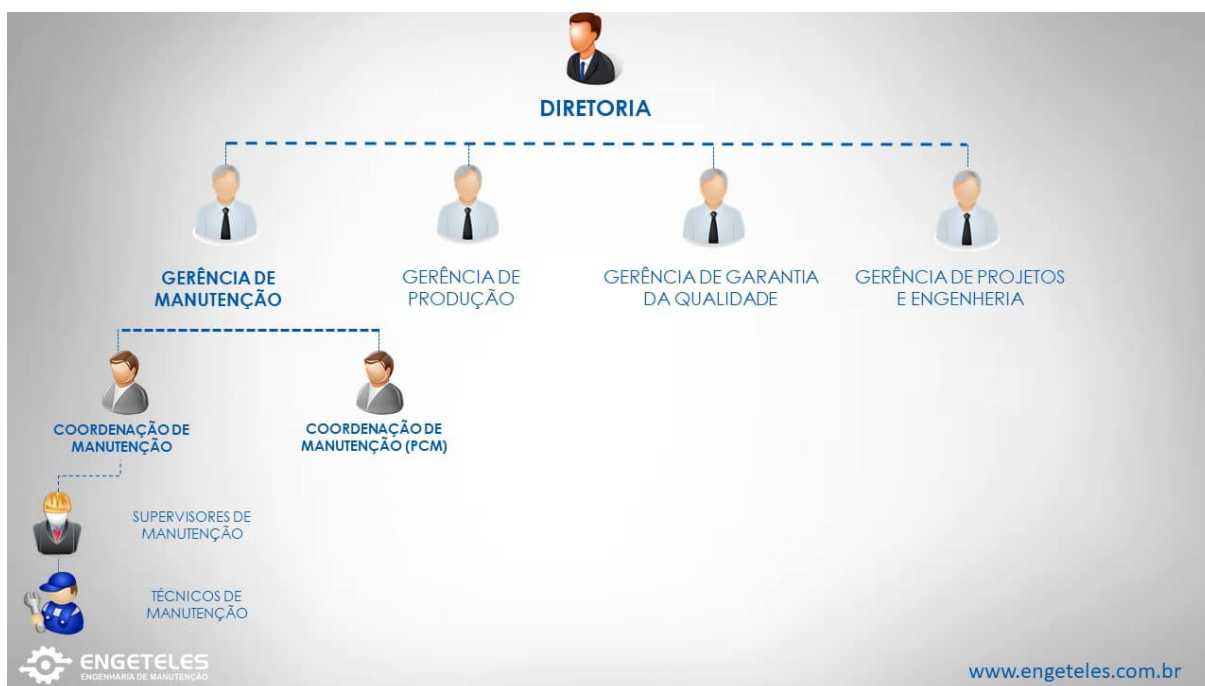 DIRETORIA
GERÊNCIA DE
MANUTENÇÃO
GERÊNCIA DE
PRODUÇÃO
GERÊNCIA DE GARANTIA
DA QUALIDADE
GERÊNCIA DE PROJETOS
E ENGENHERIA
COORDENAÇÃO DE
MANUTENÇÃO
COORDENAÇÃO DE
MANUTENÇÃO (PCM)
SUPERVISORES DE
MANUTENÇÃO
TÉCNICOS DE
MANUTENÇÃO
ENGETELES
ENGENHARIA DE MANUTENÇÃO
www.engeteles.com.br